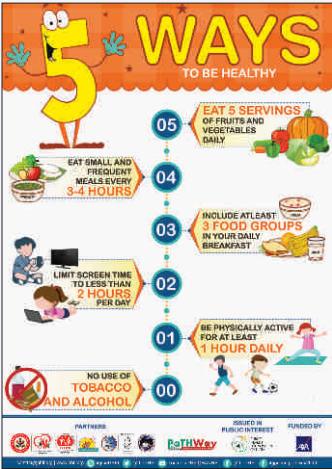 5 WAYS
TO BE HEALTHY
05
EAT 5 SERVINGS
OF FRUITS AND
VEGETABLES
DAILY
04
EAT SMALL AND
FREQUENT
MEALS EVERY
3-4 HOURS
03
INCLUDE ATLEAST
3 FOOD GROUPS
IN YOUR DAILY
BREAKFAST
02
LIMIT SCREEN TIME
TO LESS THAN
2 HOURS
PER DAY
01
BE PHYSICALLY ACTIVE
FOR AT LEAST
1 HOUR DAILY
00
NO USE OF
TOBACCO
AND ALCOHOL
PARTNERS
PaTHWay
ISSUED IN
PUBLIC INTEREST
FUNDED BY
AXA